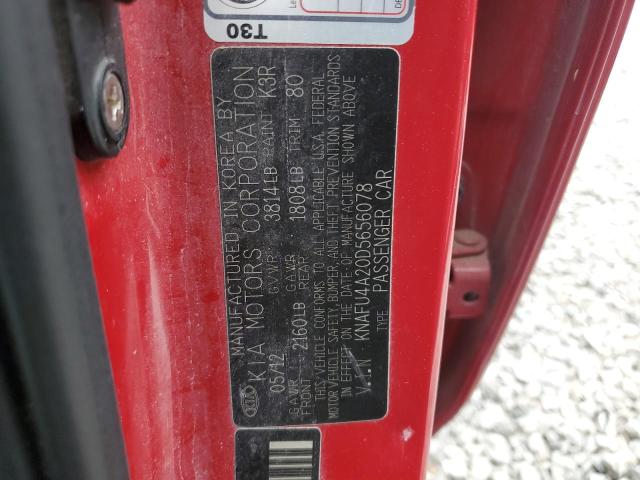 MANUFACTURED IN KOREA BY
KIA MOTORS CORPORATION
05/12 GVWR 3814LB PAINT K3R
GAWR FRONT 2160LB GAWR REAR 1808LB TRIM 80
THIS VEHICLE CONFORMS TO ALL APPLICABLE U.S.A. FEDERAL
MOTOR VEHICLE SAFETY, BUMPER, AND THEFT PREVENTION STANDARDS
IN EFFECT ON THE DATE OF MANUFACTURE SHOWN ABOVE
V.I.N KNAFU4A20D5656078
TYPE PASSENGER CAR
KIA
T30